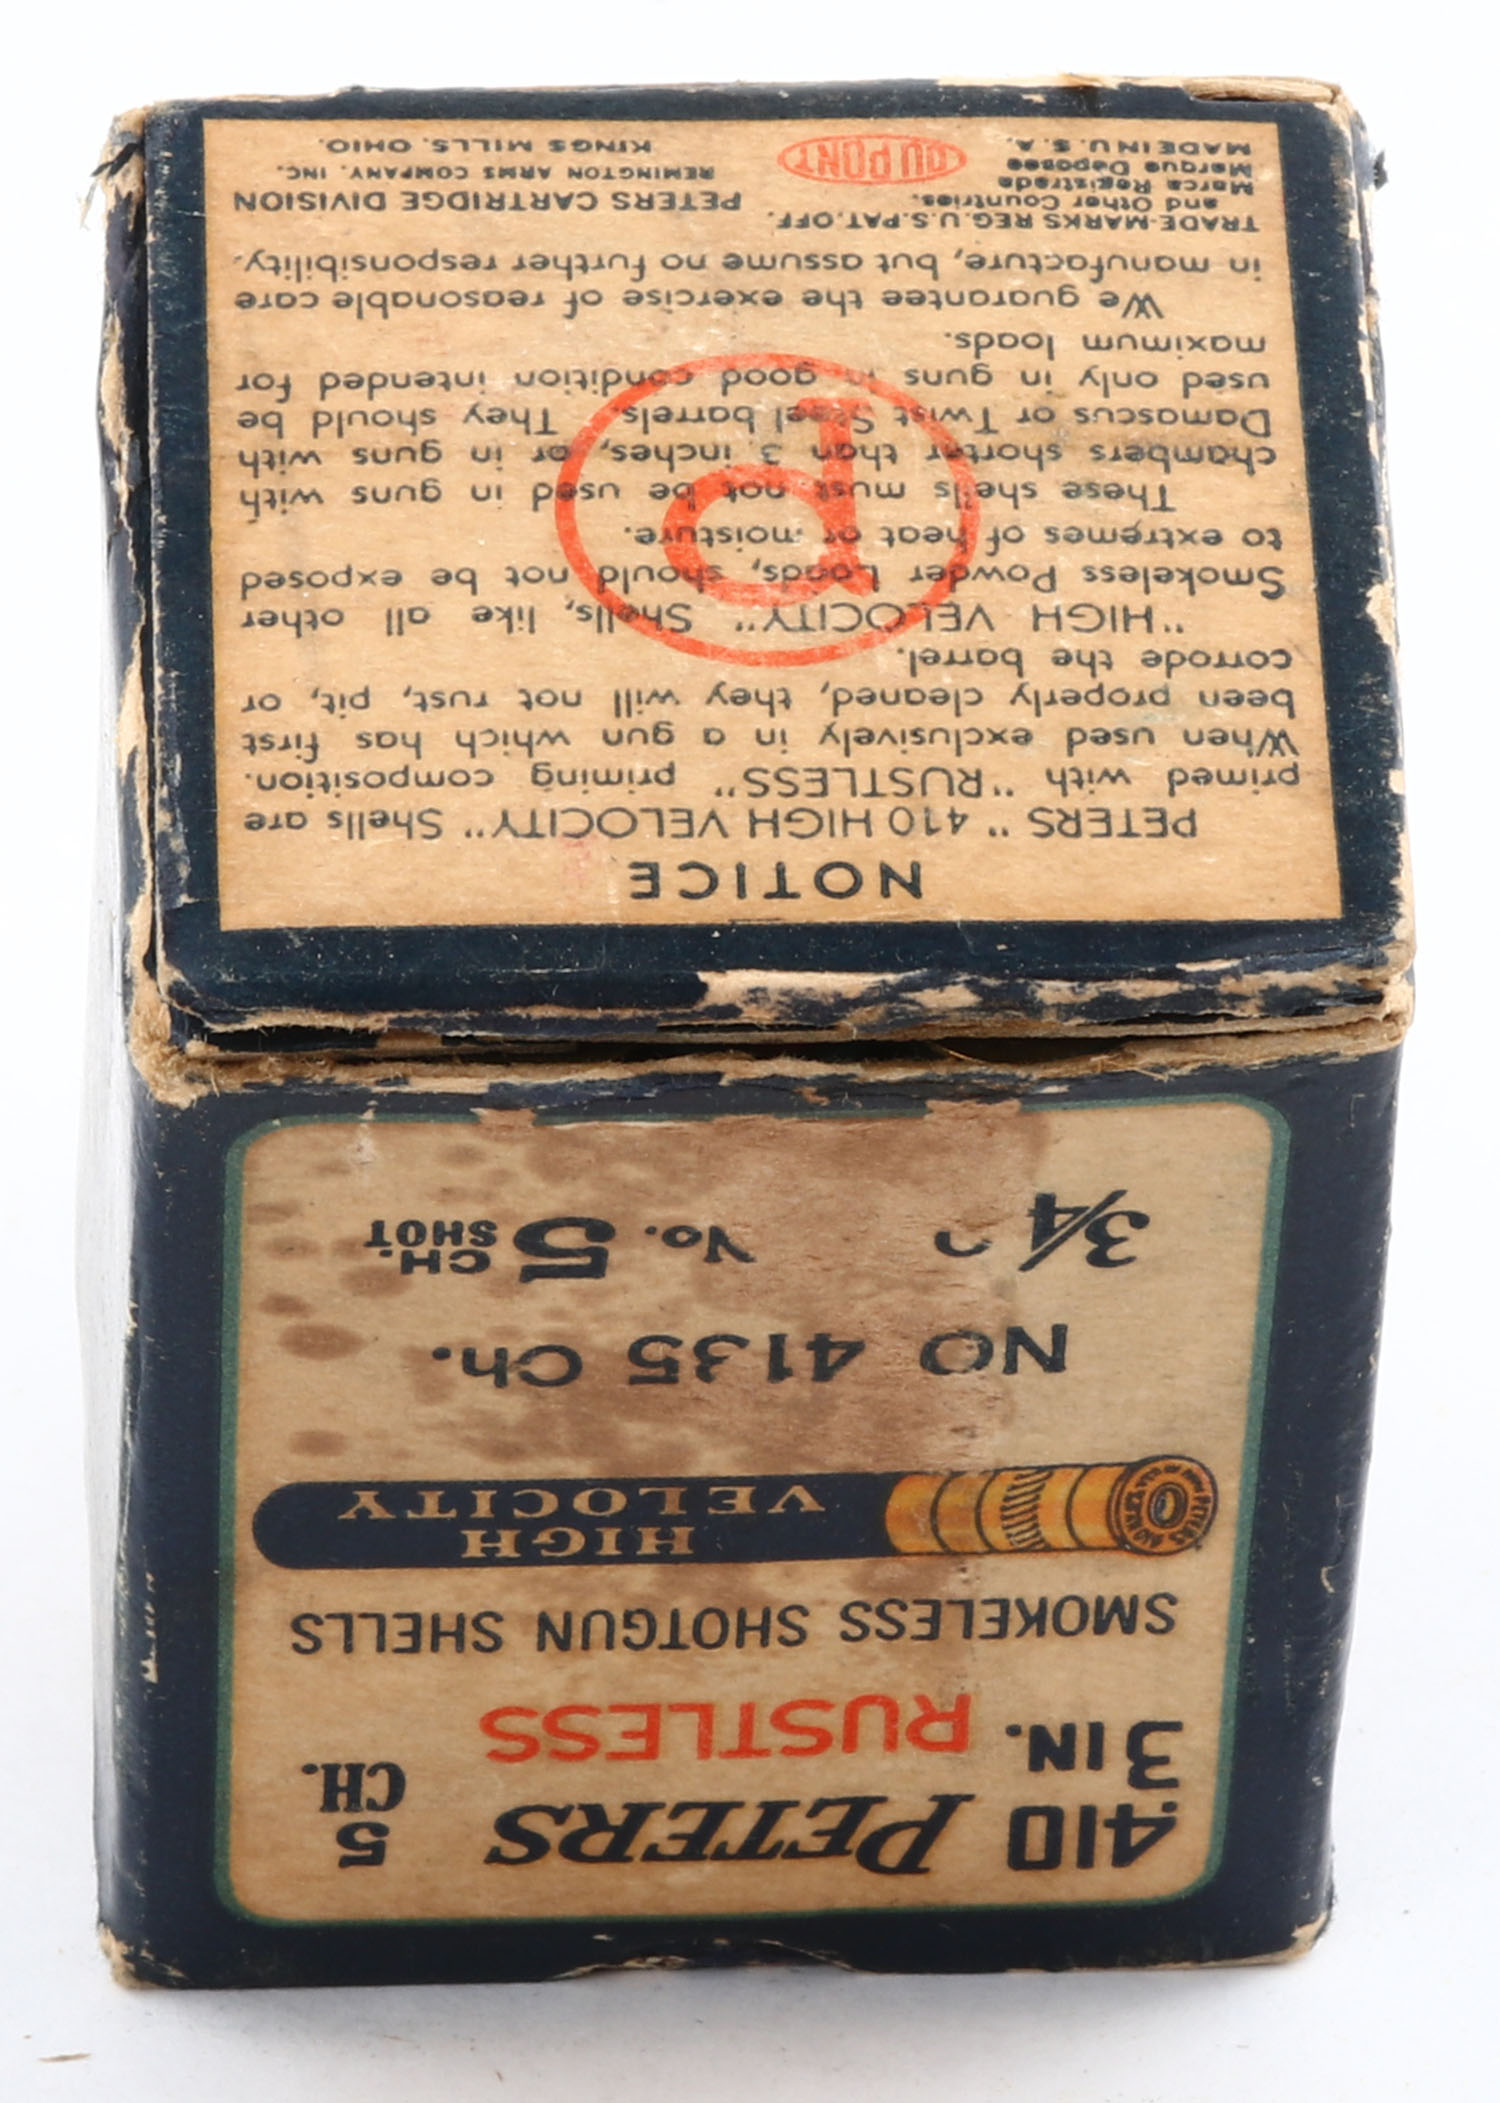 .410 PETERS 5 CH.
3 IN. RUSTLESS
SMOKELESS SHOTGUN SHELLS
HIGH
VELOCITY
NO 4135 Ch.
3/4 No. 5 CH. SHOT
NOTICE
PETERS "410 HIGH VELOCITY" Shells are
primed with "RUSTLESS" priming composition.
When used exclusively in a gun which has first
been properly cleaned, they will not rust, pit, or
corrode the barrel.
"HIGH VELOCITY" Shells, like all other
Smokeless Powder Loads, should not be exposed
to extremes of heat or moisture.
These shells must not be used in guns with
chambers shorter than 3 inches, or in guns with
Damascus or Twist Steel barrels. They should be
used only in guns in good condition intended for
maximum loads.
We guarantee the exercise of reasonable care
in manufacture, but assume no further responsibility.
P
TRADE-MARKS REG.U.S.PAT.OFF.
and Other Countries.
Marca Registrada
Marque Deposee
MADE IN U.S.A.
DU PONT
PETERS CARTRIDGE DIVISION
REMINGTON ARMS COMPANY, INC.
KINGS MILLS, OHIO.